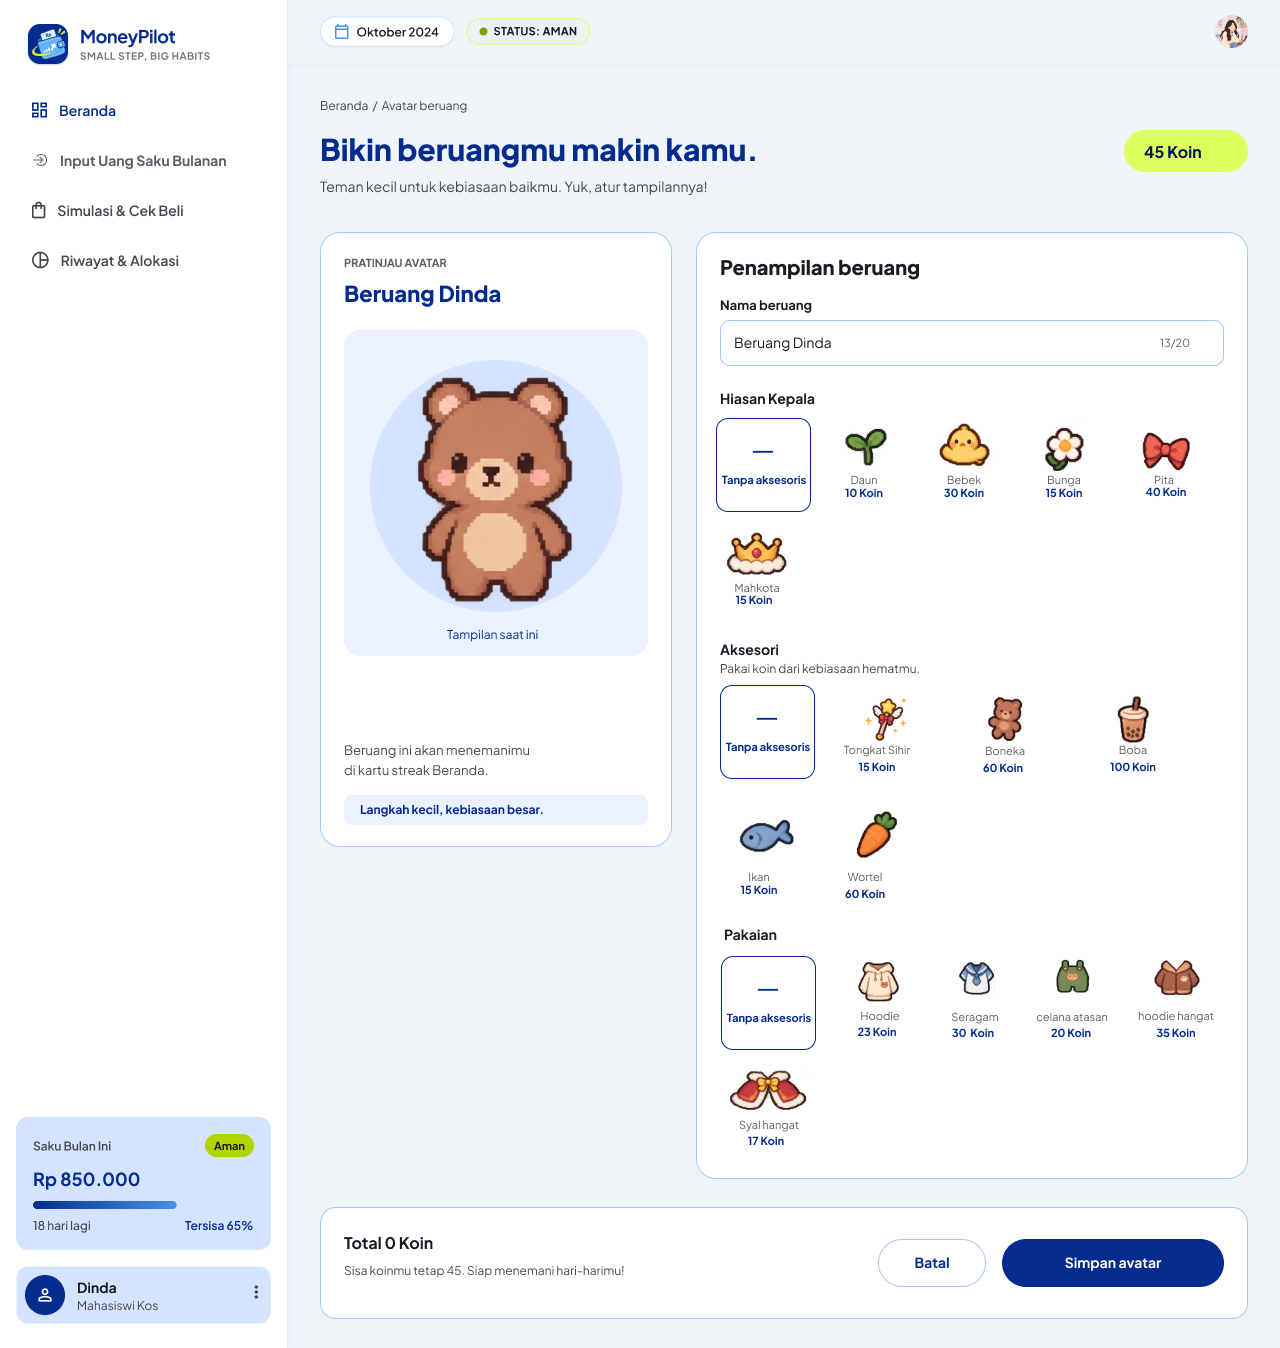 MoneyPilot
SMALL STEP, BIG HABITS
Beranda
Input Uang Saku Bulanan
Simulasi & Cek Beli
Riwayat & Alokasi
Saku Bulan Ini
Aman
Rp 850.000
18 hari lagi
Tersisa 65%
Dinda
Mahasiswi Kos
Oktober 2024
STATUS: AMAN
Beranda / Avatar beruang
Bikin beruangmu makin kamu.
Teman kecil untuk kebiasaan baikmu. Yuk, atur tampilannya!
45 Koin
PRATINJAU AVATAR
Beruang Dinda
Tampilan saat ini
Beruang ini akan menemanimu
di kartu streak Beranda.
Langkah kecil, kebiasaan besar.
Penampilan beruang
Nama beruang
Beruang Dinda
13/20
Hiasan Kepala
—
Tanpa aksesoris
Daun
10 Koin
Bebek
30 Koin
Bunga
15 Koin
Pita
40 Koin
Mahkota
15 Koin
Aksesori
Pakai koin dari kebiasaan hematmu.
—
Tanpa aksesoris
Tongkat Sihir
15 Koin
Boneka
60 Koin
Boba
100 Koin
Ikan
15 Koin
Wortel
60 Koin
Pakaian
—
Tanpa aksesoris
Hoodie
23 Koin
Seragam
30 Koin
celana atasan
20 Koin
hoodie hangat
35 Koin
Syal hangat
17 Koin
Total 0 Koin
Sisa koinmu tetap 45. Siap menemani hari-harimu!
Batal
Simpan avatar